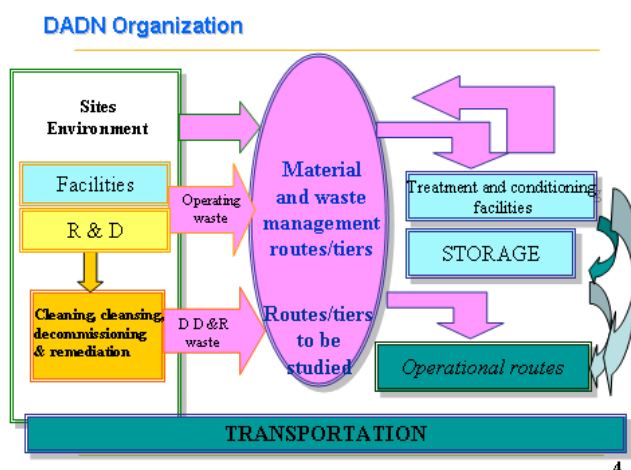 DADN Organization
Sites
Environment
Facilities
R & D
Cleaning, cleansing,
decommissioning
& remediation
Operating
waste
D D &R
waste
Material
and waste
management
routes/tiers
Routes/tiers
to be
studied
Treatment and conditioning
facilities
STORAGE
Operational routes
TRANSPORTATION
4